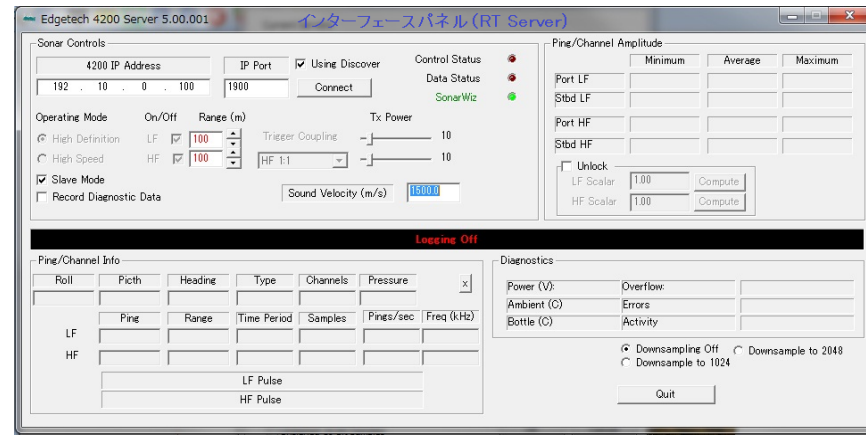 Edgetech 4200 Server 5.00.001
インターフェースパネル(RT Server)
Sonar Controls
4200 IP Address
IP Port
Using Discover
Control Status
192 . 10 . 0 . 100
1900
Connect
Data Status
SonarWiz
Operating Mode
On/Off
Range (m)
Tx Power
High Definition
LF
100
Trigger Coupling
10
High Speed
HF
100
HF 1:1
10
Slave Mode
Record Diagnostic Data
Sound Velocity (m/s)
1500.0
Ping/Channel Amplitude
Minimum
Average
Maximum
Port LF
Stbd LF
Port HF
Stbd HF
Unlock
LF Scalar
1.00
Compute
HF Scalar
1.00
Compute
Logging Off
Ping/Channel Info
Roll
Picth
Heading
Type
Channels
Pressure
x
Ping
Range
Time Period
Samples
Pings/sec
Freq (kHz)
LF
HF
LF Pulse
HF Pulse
Diagnostics
Power (V):
Overflow:
Ambient (C)
Errors
Bottle (C)
Activity
Downsampling Off
Downsample to 2048
Downsample to 1024
Quit